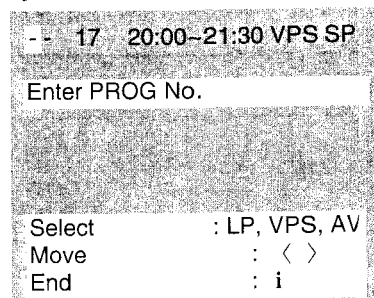 -- 17 20:00~21:30 VPS SP
Enter PROG No.
Select : LP, VPS, AV
Move : 〈 〉
End : i